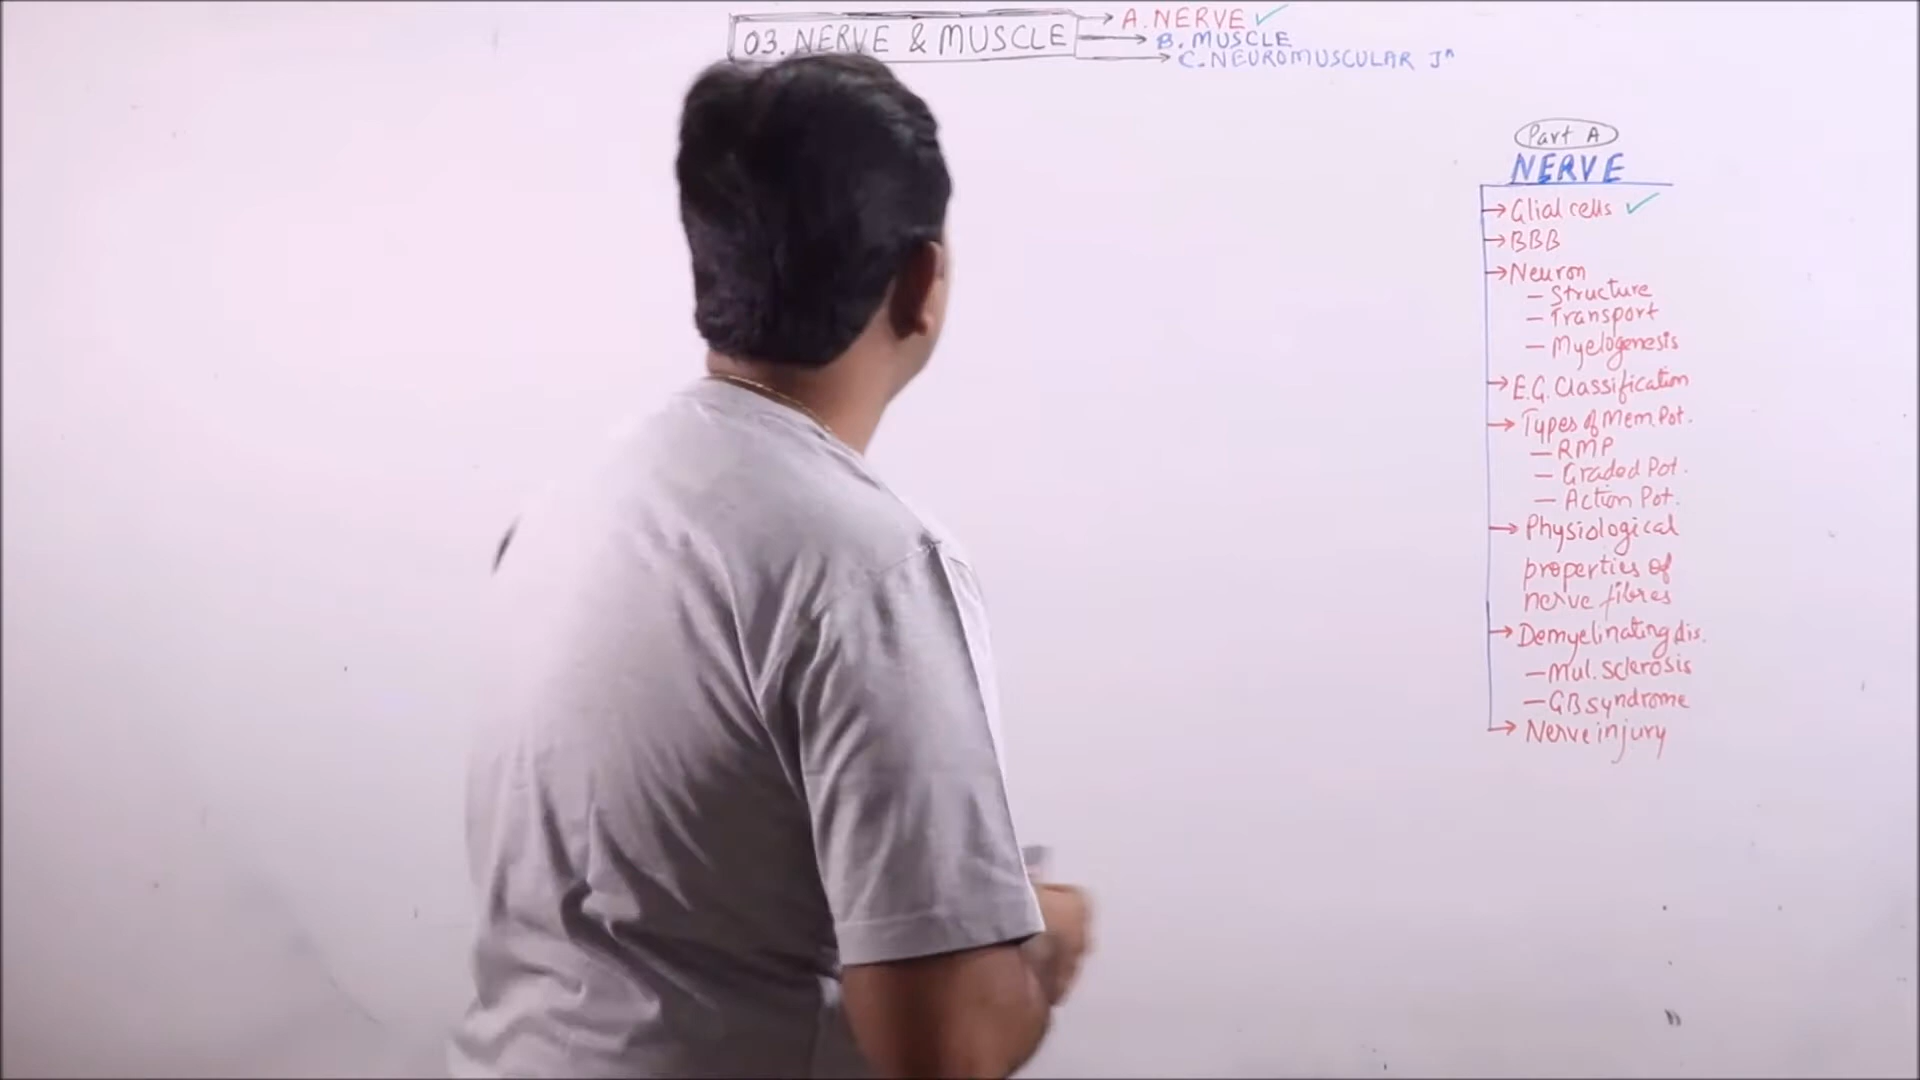 03. NERVE & MUSCLE
A. NERVE ✓
B. MUSCLE
C. NEUROMUSCULAR Jⁿ
Part A
NERVE
→ Glial cells ✓
→ BBB
→ Neuron
– Structure
– Transport
– Myelogenesis
→ E.G. Classification
→ Types of Mem. Pot.
– RMP
– Graded Pot.
– Action Pot.
→ Physiological
properties of
nerve fibres
→ Demyelinating dis.
– Mul. Sclerosis
– GB syndrome
→ Nerve injury